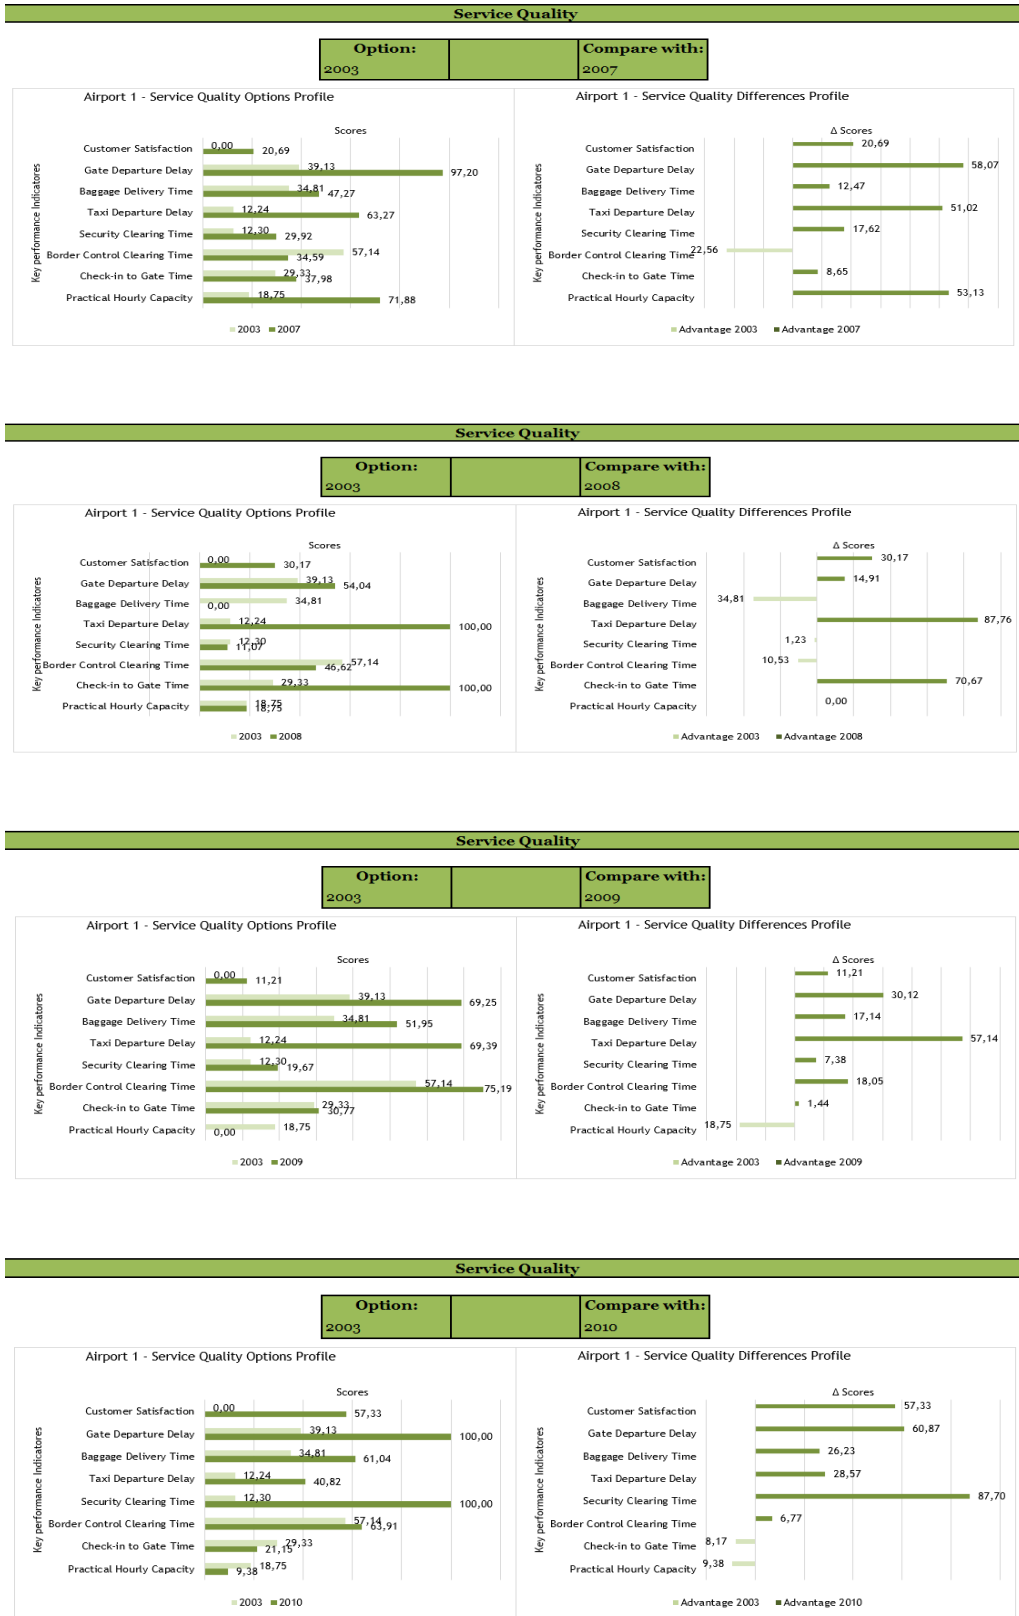 Service Quality
Option: Compare with:
2003 2007
Airport 1 - Service Quality Options Profile
Scores
Key performance Indicatores
Customer Satisfaction 0,00 20,69
Gate Departure Delay 39,13 97,20
Baggage Delivery Time 34,81 47,27
Taxi Departure Delay 12,24 63,27
Security Clearing Time 12,30 29,92
Border Control Clearing Time 57,14 34,59
Check-in to Gate Time 29,33 37,98
Practical Hourly Capacity 18,75 71,88
2003 2007
Airport 1 - Service Quality Differences Profile
Δ Scores
Key performance Indicatores
Customer Satisfaction 20,69
Gate Departure Delay 58,07
Baggage Delivery Time 12,47
Taxi Departure Delay 51,02
Security Clearing Time 17,62
Border Control Clearing Time 22,56
Check-in to Gate Time 8,65
Practical Hourly Capacity 53,13
Advantage 2003 Advantage 2007
Service Quality
Option: Compare with:
2003 2008
Airport 1 - Service Quality Options Profile
Scores
Key performance Indicatores
Customer Satisfaction 0,00 30,17
Gate Departure Delay 39,13 54,04
Baggage Delivery Time 34,81 0,00
Taxi Departure Delay 12,24 100,00
Security Clearing Time 12,30 11,07
Border Control Clearing Time 57,14 46,62
Check-in to Gate Time 29,33 100,00
Practical Hourly Capacity 18,75 18,75
2003 2008
Airport 1 - Service Quality Differences Profile
Δ Scores
Key performance Indicatores
Customer Satisfaction 30,17
Gate Departure Delay 14,91
Baggage Delivery Time 34,81
Taxi Departure Delay 87,76
Security Clearing Time 1,23
Border Control Clearing Time 10,53
Check-in to Gate Time 70,67
Practical Hourly Capacity 0,00
Advantage 2003 Advantage 2008
Service Quality
Option: Compare with:
2003 2009
Airport 1 - Service Quality Options Profile
Scores
Key performance Indicatores
Customer Satisfaction 0,00 11,21
Gate Departure Delay 39,13 69,25
Baggage Delivery Time 34,81 51,95
Taxi Departure Delay 12,24 69,39
Security Clearing Time 12,30 19,67
Border Control Clearing Time 57,14 75,19
Check-in to Gate Time 29,33 30,77
Practical Hourly Capacity 18,75 0,00
2003 2009
Airport 1 - Service Quality Differences Profile
Δ Scores
Key performance Indicatores
Customer Satisfaction 11,21
Gate Departure Delay 30,12
Baggage Delivery Time 17,14
Taxi Departure Delay 57,14
Security Clearing Time 7,38
Border Control Clearing Time 18,05
Check-in to Gate Time 1,44
Practical Hourly Capacity 18,75
Advantage 2003 Advantage 2009
Service Quality
Option: Compare with:
2003 2010
Airport 1 - Service Quality Options Profile
Scores
Key performance Indicatores
Customer Satisfaction 0,00 57,33
Gate Departure Delay 39,13 100,00
Baggage Delivery Time 34,81 61,04
Taxi Departure Delay 12,24 40,82
Security Clearing Time 12,30 100,00
Border Control Clearing Time 57,14 63,91
Check-in to Gate Time 29,33 21,15
Practical Hourly Capacity 18,75 9,38
2003 2010
Airport 1 - Service Quality Differences Profile
Δ Scores
Key performance Indicatores
Customer Satisfaction 57,33
Gate Departure Delay 60,87
Baggage Delivery Time 26,23
Taxi Departure Delay 28,57
Security Clearing Time 87,70
Border Control Clearing Time 6,77
Check-in to Gate Time 8,17
Practical Hourly Capacity 9,38
Advantage 2003 Advantage 2010